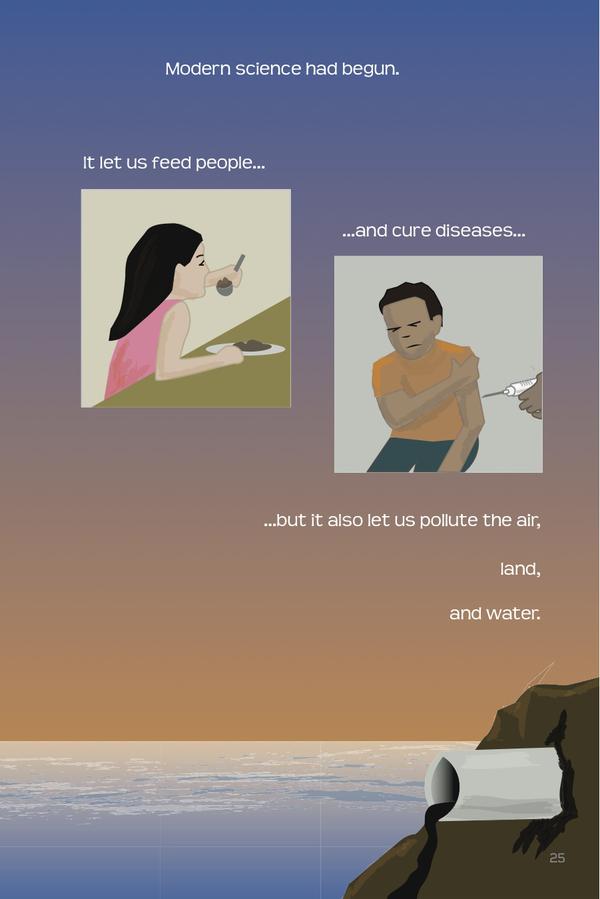 Modern science had begun.
It let us feed people...
...and cure diseases...
...but it also let us pollute the air,
land,
and water.
25